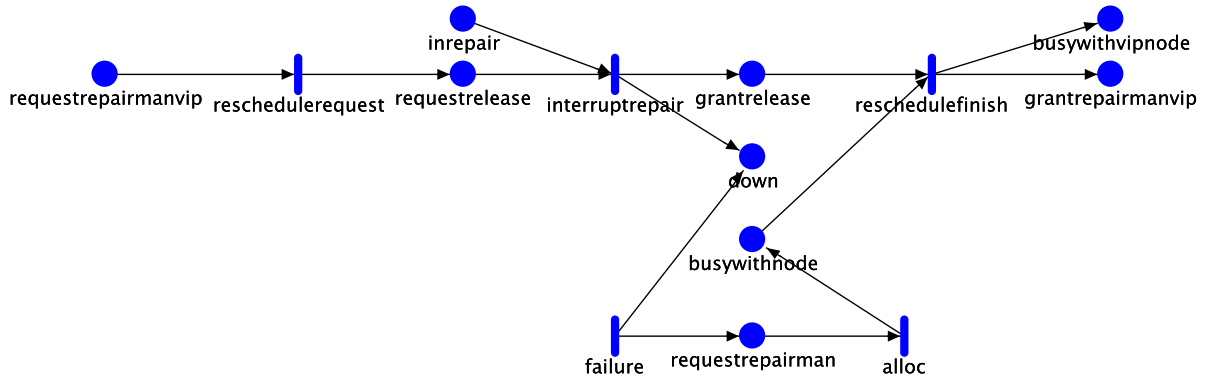 inrepair
busywithvipnode
requestrepairmanvip
reschedulerequest
requestrelease
interruptrepair
grantrelease
reschedulefinish
grantrepairmanvip
down
busywithnode
failure
requestrepairman
alloc